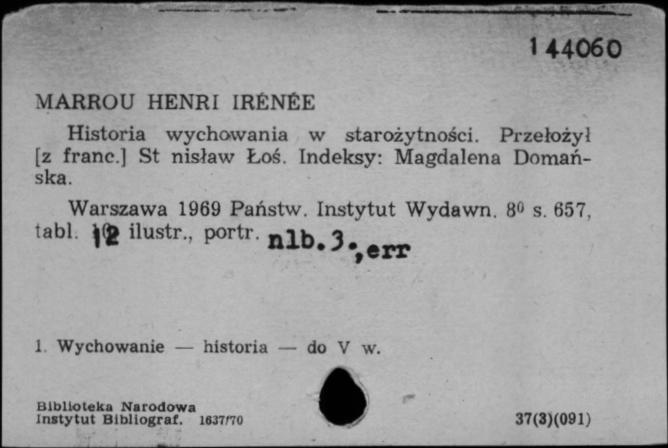 144060
MARROU HENRI IRÉNÉE
Historia wychowania w starożytności. Przełożył
[z franc.] St nisław Łoś. Indeksy: Magdalena Domań-
ska.
Warszawa 1969 Państw. Instytut Wydawn. 8⁰ s. 657,
tabl. 12 ilustr., portr. nlb.3.,err
1. Wychowanie — historia — do V w.
Biblioteka Narodowa
Instytut Bibliograf. 1637/70
37(3)(091)